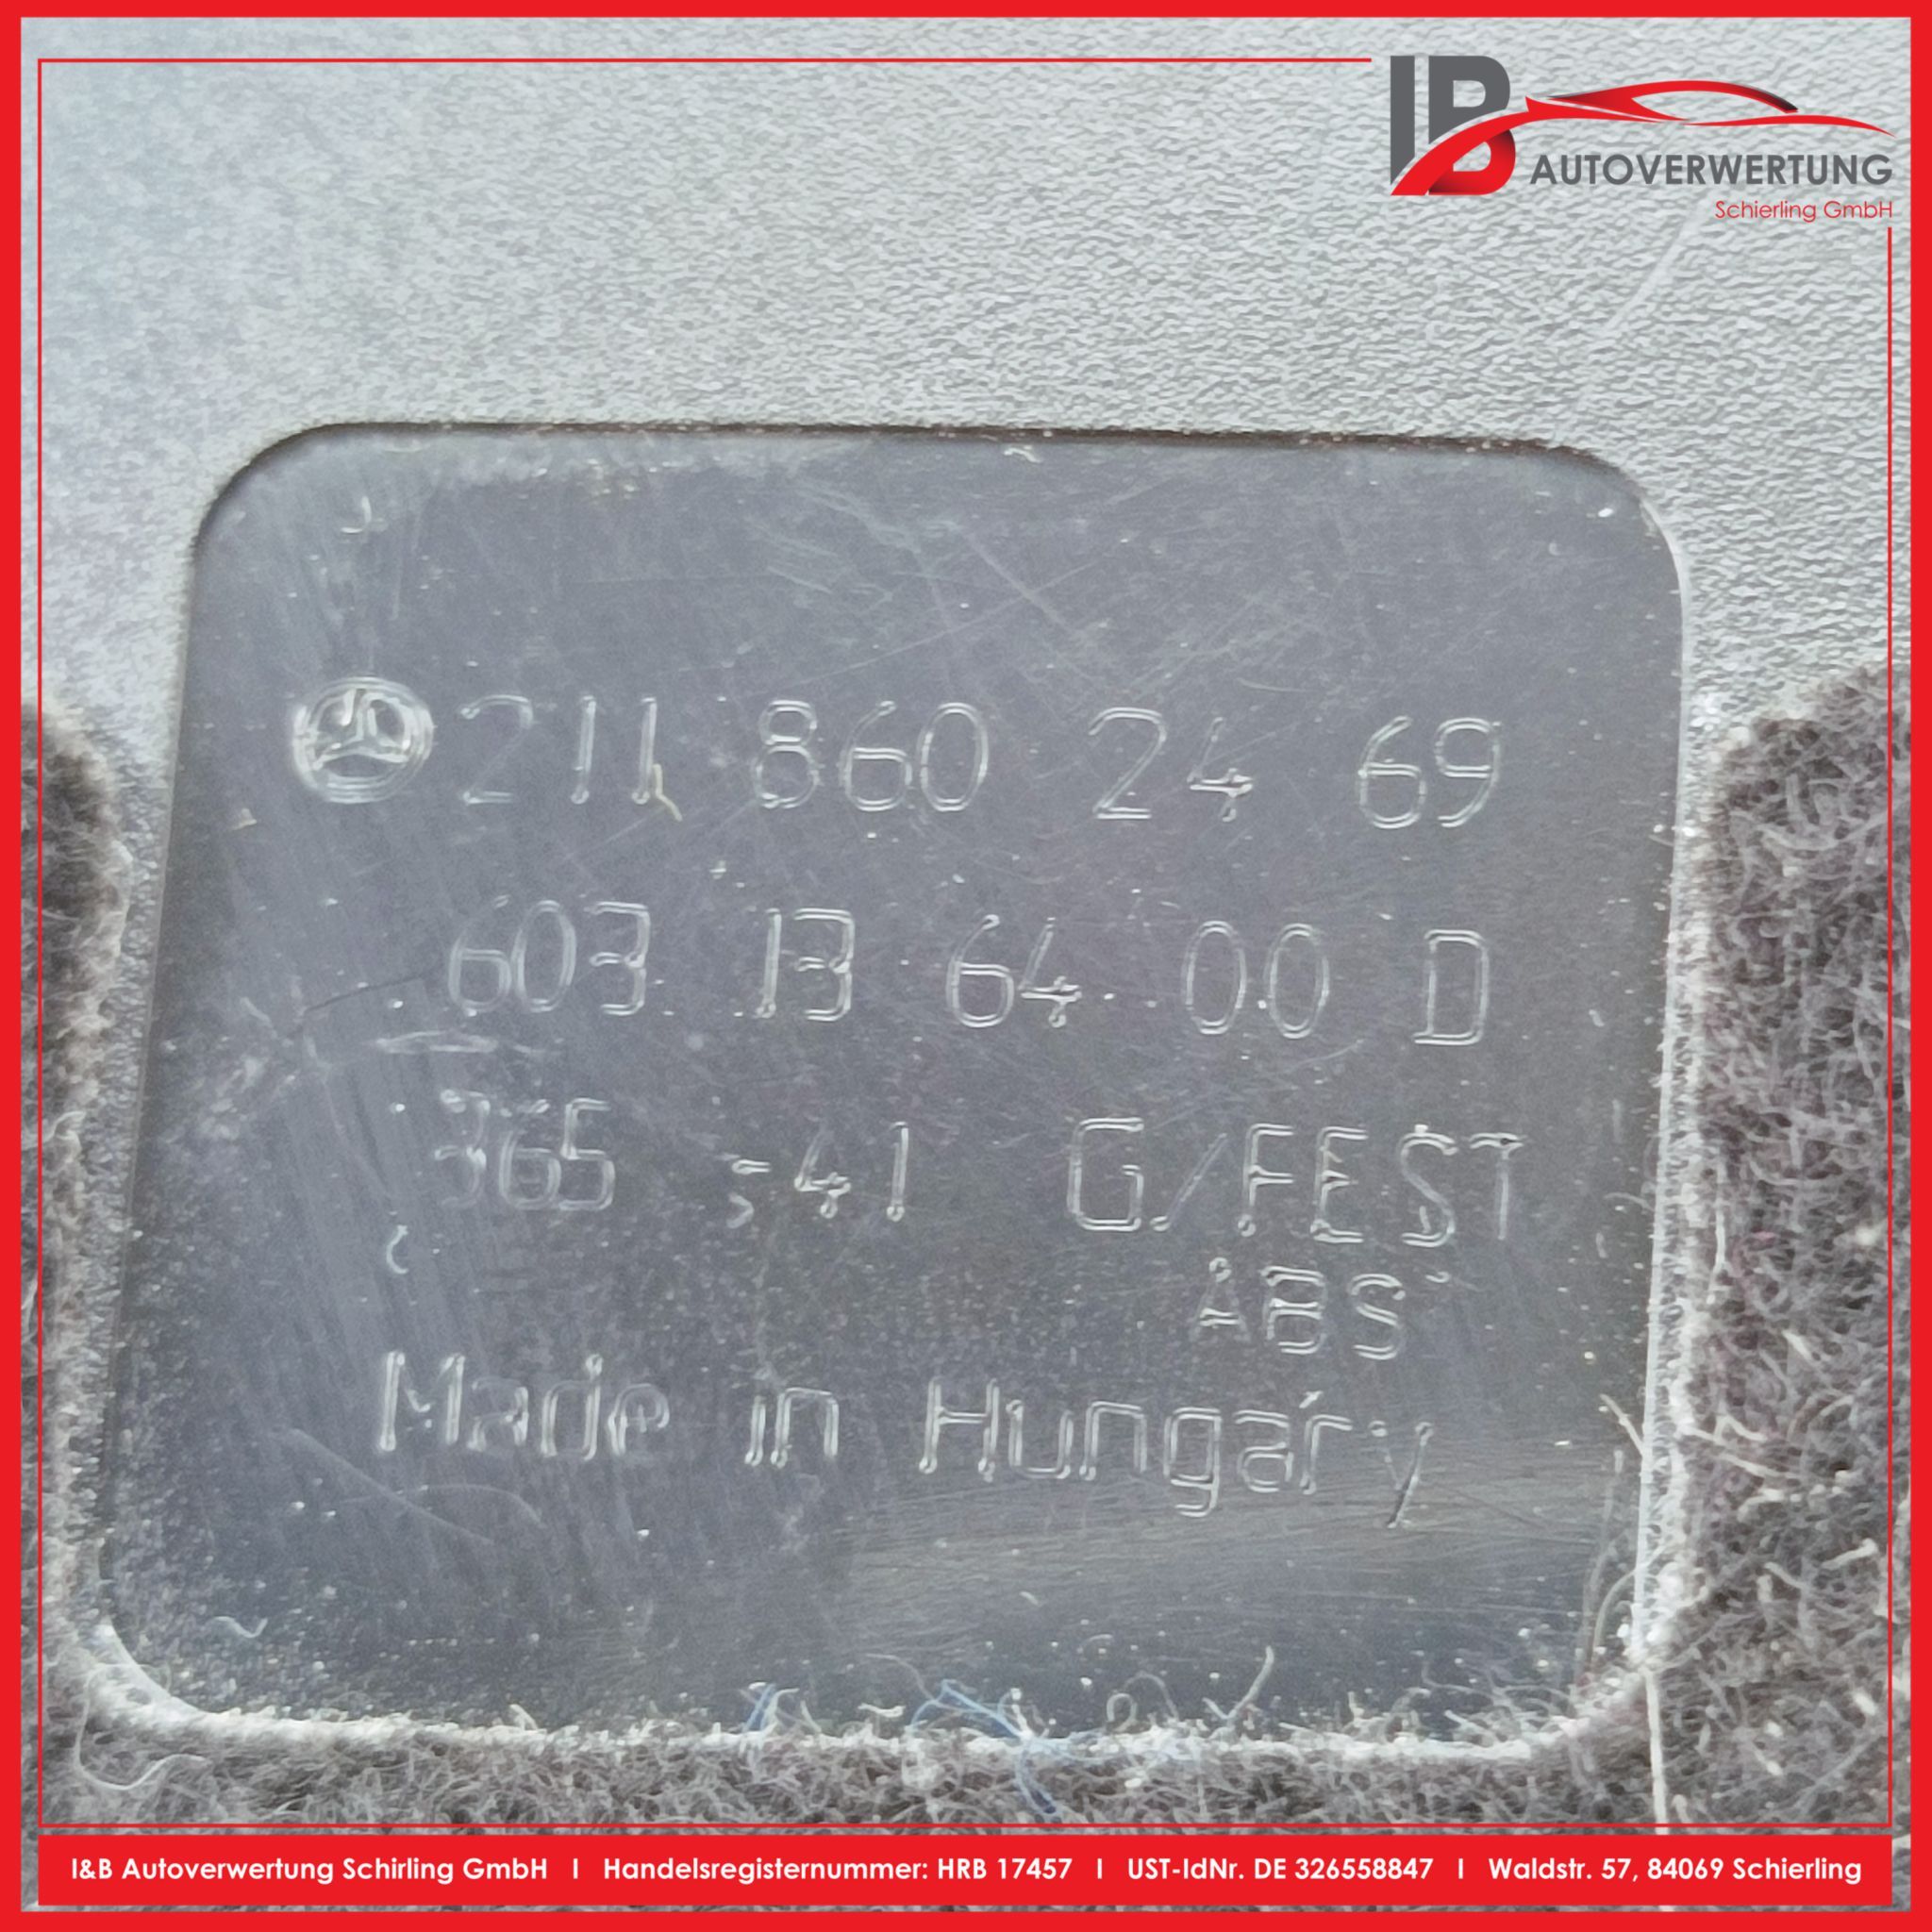 IB
AUTOVERWERTUNG
Schierling GmbH
211 860 24 69
603 13 64 00 D
365 41 G/FEST
ABS
Made in Hungary
I&B Autoverwertung Schirling GmbH I Handelsregisternummer: HRB 17457 I UST-IdNr. DE 326558847 I Waldstr. 57, 84069 Schierling